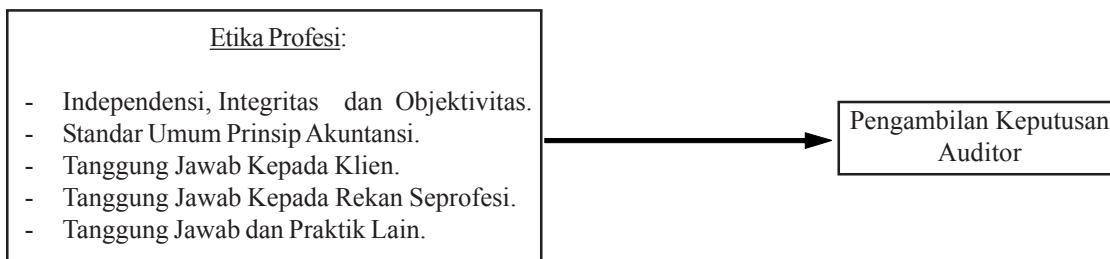 Etika Profesi:
- Independensi, Integritas dan Objektivitas.
- Standar Umum Prinsip Akuntansi.
- Tanggung Jawab Kepada Klien.
- Tanggung Jawab Kepada Rekan Seprofesi.
- Tanggung Jawab dan Praktik Lain.
Pengambilan Keputusan
Auditor